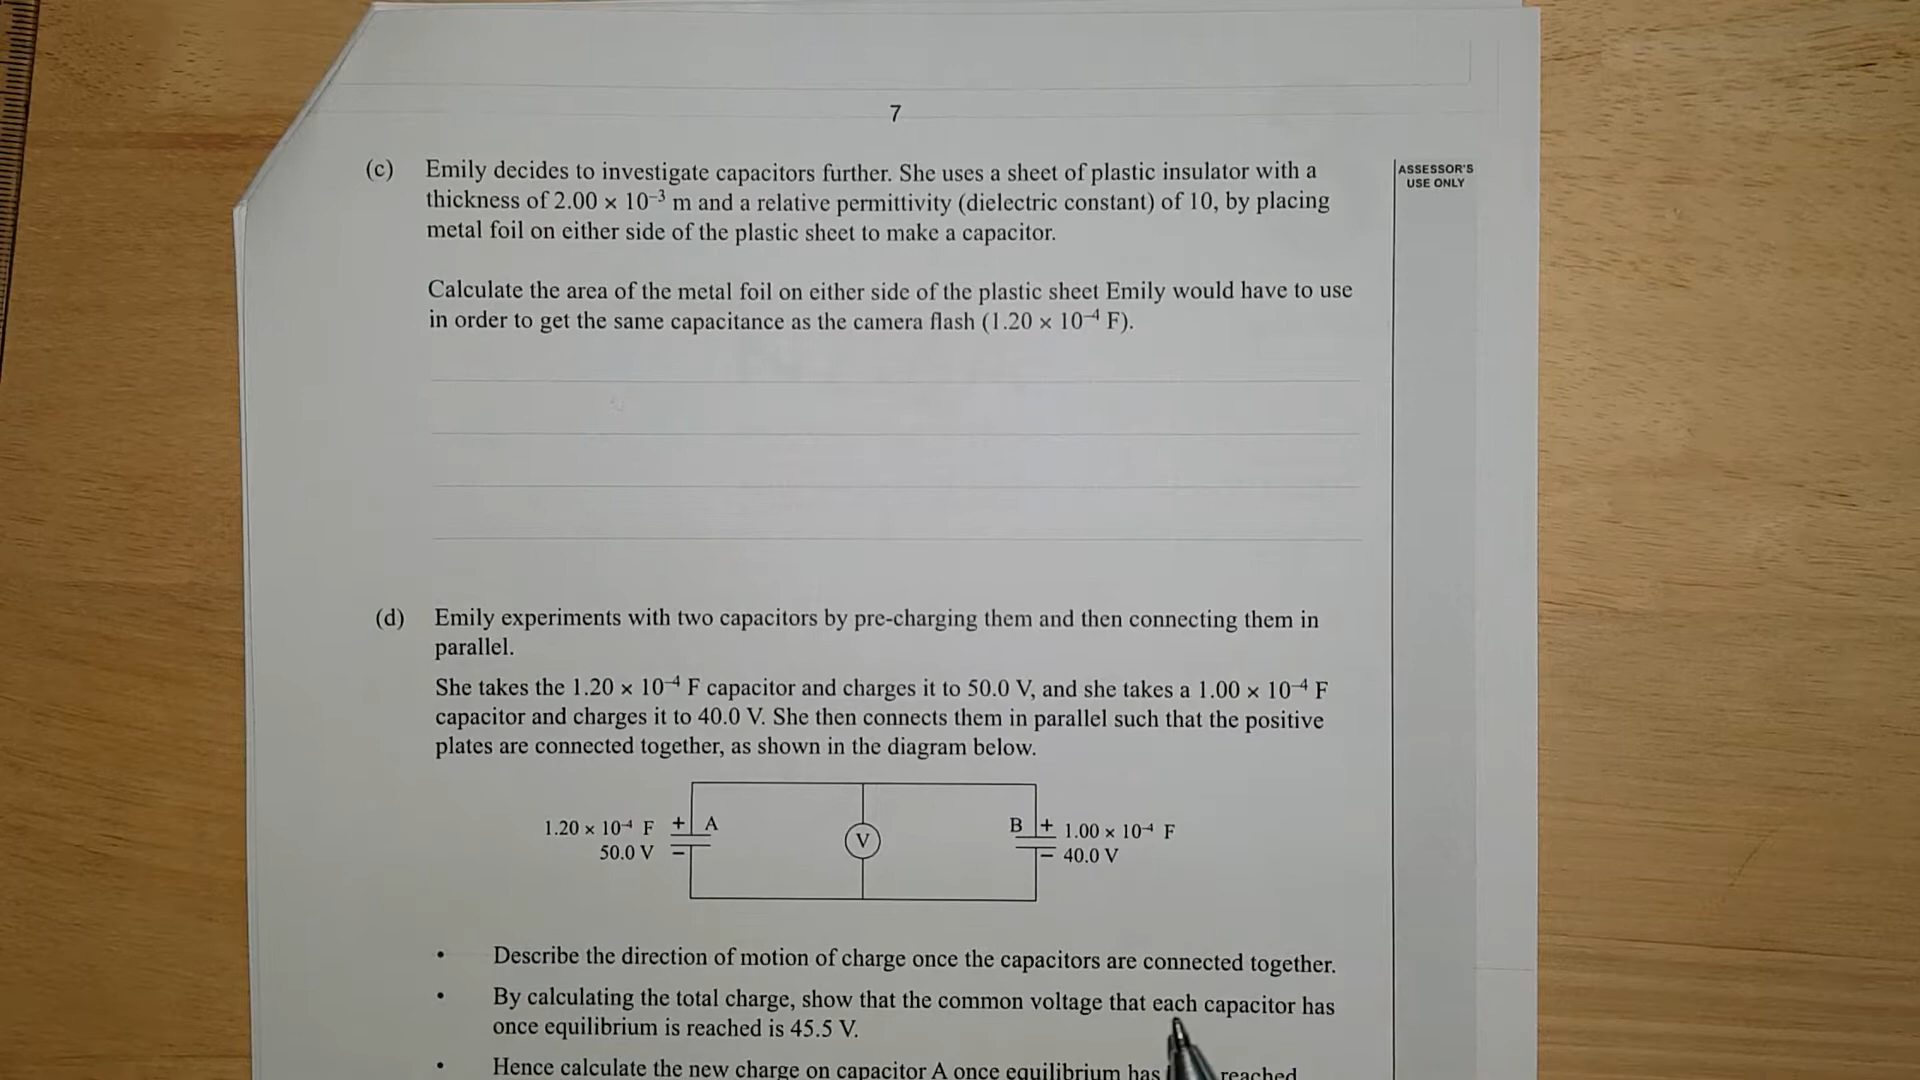 7
ASSESSOR'S
USE ONLY
(c) Emily decides to investigate capacitors further. She uses a sheet of plastic insulator with a
thickness of 2.00 × 10⁻³ m and a relative permittivity (dielectric constant) of 10, by placing
metal foil on either side of the plastic sheet to make a capacitor.
Calculate the area of the metal foil on either side of the plastic sheet Emily would have to use
in order to get the same capacitance as the camera flash (1.20 × 10⁻⁴ F).
(d) Emily experiments with two capacitors by pre-charging them and then connecting them in
parallel.
She takes the 1.20 × 10⁻⁴ F capacitor and charges it to 50.0 V, and she takes a 1.00 × 10⁻⁴ F
capacitor and charges it to 40.0 V. She then connects them in parallel such that the positive
plates are connected together, as shown in the diagram below.
1.20 × 10⁻⁴ F + A
50.0 V −
V
B + 1.00 × 10⁻⁴ F
− 40.0 V
• Describe the direction of motion of charge once the capacitors are connected together.
• By calculating the total charge, show that the common voltage that each capacitor has
once equilibrium is reached is 45.5 V.
• Hence calculate the new charge on capacitor A once equilibrium has reached